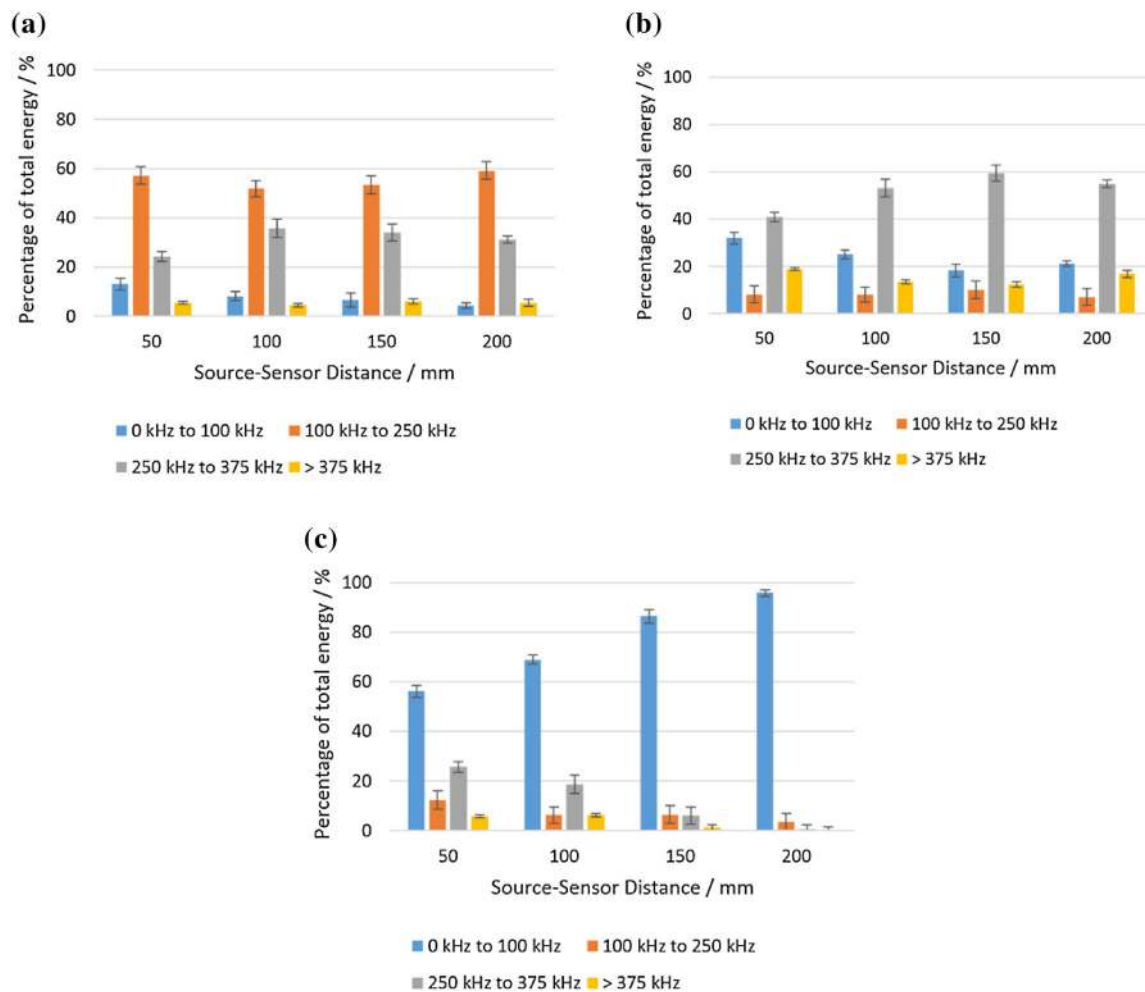 (a)
Percentage of total energy / %
100
80
60
40
20
0
50 100 150 200
Source-Sensor Distance / mm
0 kHz to 100 kHz 100 kHz to 250 kHz
250 kHz to 375 kHz > 375 kHz
(b)
Percentage of total energy / %
100
80
60
40
20
0
50 100 150 200
Source-Sensor Distance / mm
0 kHz to 100 kHz 100 kHz to 250 kHz
250 kHz to 375 kHz > 375 kHz
(c)
Percentage of total energy / %
100
80
60
40
20
0
50 100 150 200
Source-Sensor Distance / mm
0 kHz to 100 kHz 100 kHz to 250 kHz
250 kHz to 375 kHz > 375 kHz